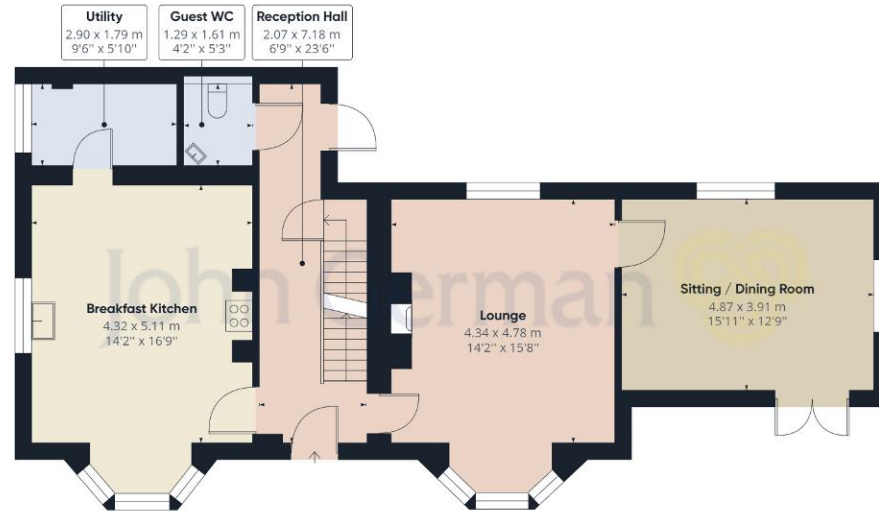 Utility
2.90 x 1.79 m
9'6" x 5'10"
Guest WC
1.29 x 1.61 m
4'2" x 5'3"
Reception Hall
2.07 x 7.18 m
6'9" x 23'6"
John German
Breakfast Kitchen
4.32 x 5.11 m
14'2" x 16'9"
Lounge
4.34 x 4.78 m
14'2" x 15'8"
Sitting / Dining Room
4.87 x 3.91 m
15'11" x 12'9"